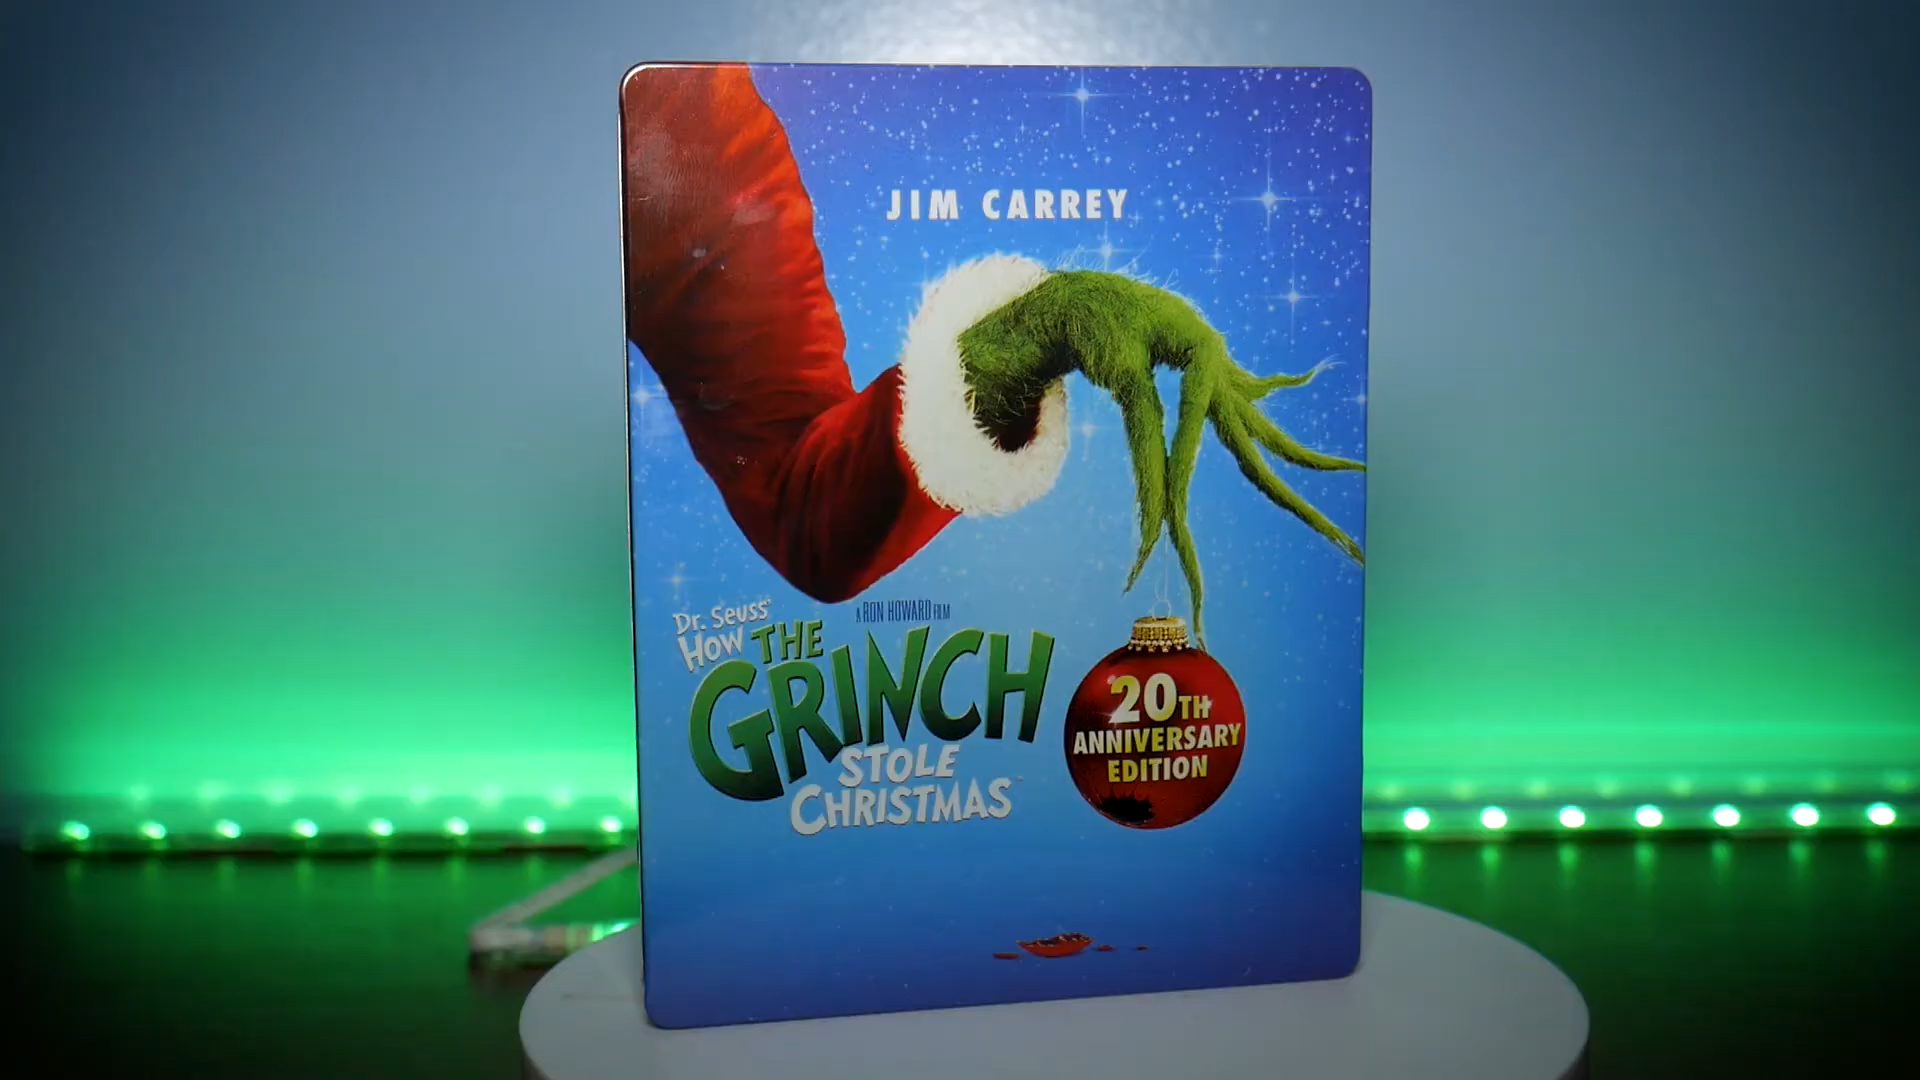 JIM CARREY
A RON HOWARD FILM
Dr. Seuss'
HOW THE
GRINCH
STOLE
CHRISTMAS
20TH
ANNIVERSARY
EDITION